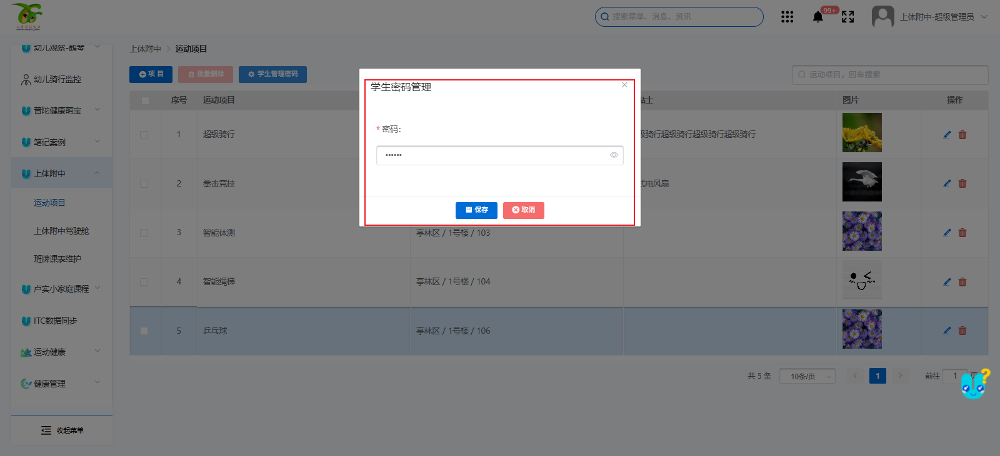 搜索菜单、消息、资讯
99+
上体附中-超级管理员
幼儿观察-鹤琴
幼儿骑行监控
普陀健康萌宝
笔记案例
上体附中
运动项目
上体附中驾驶舱
班牌课表维护
卢实小家庭课程
ITC数据同步
运动健康
健康管理
收起菜单
上体附中 > 运动项目
项 目 批量删除 学生管理密码
运动项目，回车搜索
序号 运动项目 贴士 图片 操作
1 超级骑行 级骑行超级骑行超级骑行超级骑行
2 拳击竞技 式电风扇
3 智能体测 亭林区 / 1号楼 / 103
4 智能绳梯 亭林区 / 1号楼 / 104
5 乒乓球 亭林区 / 1号楼 / 106
共 5 条 10条/页 1 前往 1 页
学生密码管理
* 密码:
••••••
保存 取消